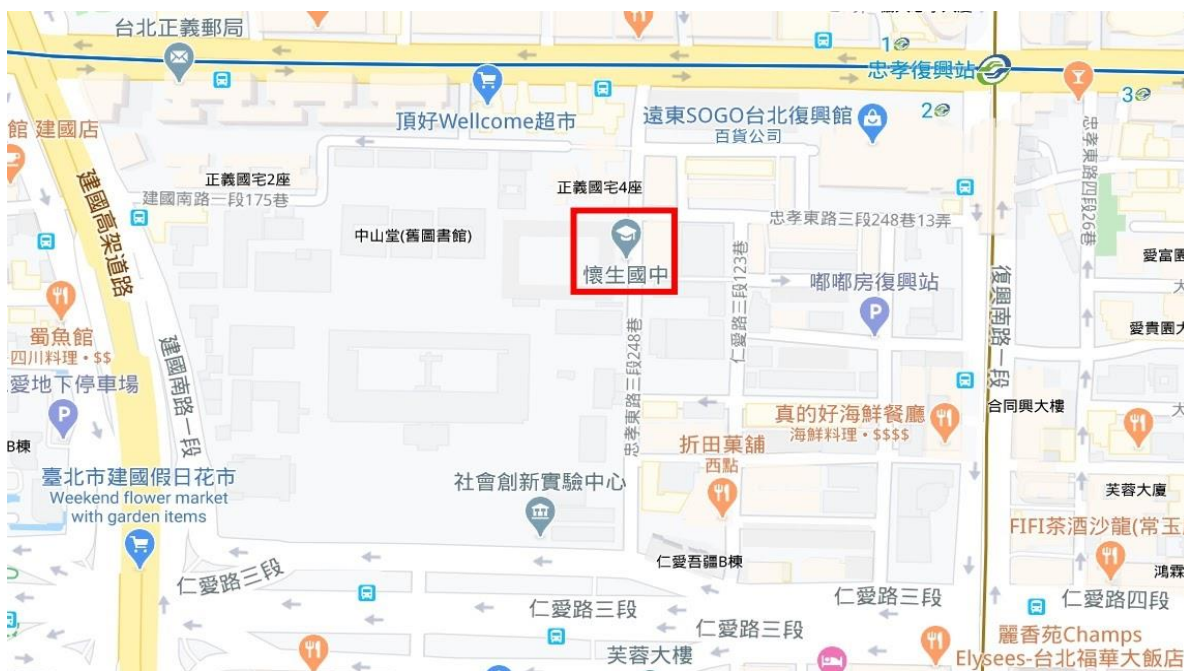 台北正義郵局
1
忠孝復興站
3
2
館 建國店
頂好Wellcome超市
遠東SOGO台北復興館
百貨公司
忠孝東路四段26巷
正義國宅2座
正義國宅4座
建國南路一段175巷
建國高架道路
中山堂(舊圖書館)
懷生國中
忠孝東路三段248巷13弄
仁愛路三段123巷
嘟嘟房復興站
P
愛富
復興南路一段
愛貴園
蜀魚館
四川料理・$$
建國南路一段
忠孝東路三段248巷
愛地下停車場
P
B棟
真的好海鮮餐廳
海鮮料理・$$$$
合同興大樓
折田菓舖
西點
臺北市建國假日花市
Weekend flower market
with garden items
社會創新實驗中心
芙蓉大廈
FIFI茶酒沙龍(常玉
仁愛吾疆B棟
鴻霖
仁愛路三段
仁愛路三段
仁愛路三段
仁愛路四段
仁愛路三段
芙蓉大樓
麗香苑Champs
Elysees-台北福華大飯店